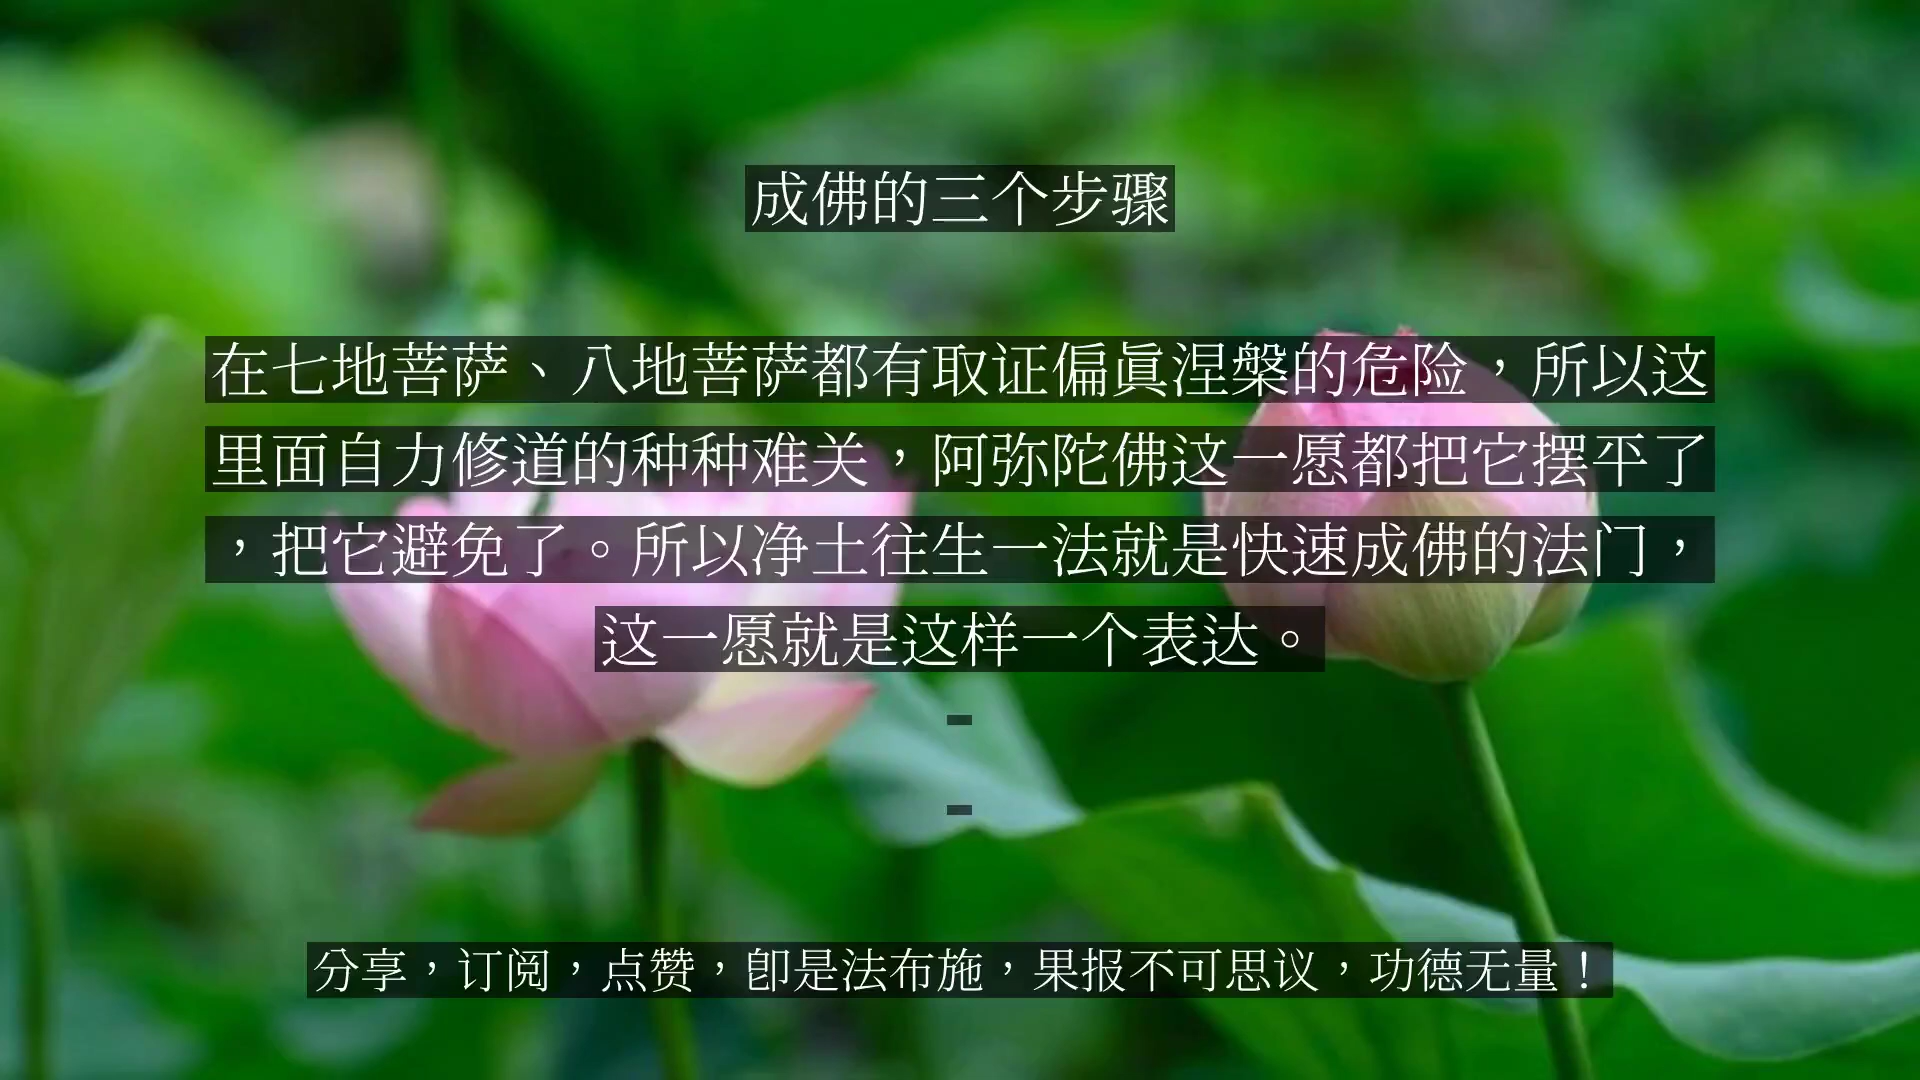 成佛的三个步骤
在七地菩萨、八地菩萨都有取证偏眞涅槃的危险，所以这
里面自力修道的种种难关，阿弥陀佛这一愿都把它摆平了
，把它避免了。所以净土往生一法就是快速成佛的法门，
这一愿就是这样一个表达。
-
-
分享，订阅，点赞，卽是法布施，果报不可思议，功德无量！